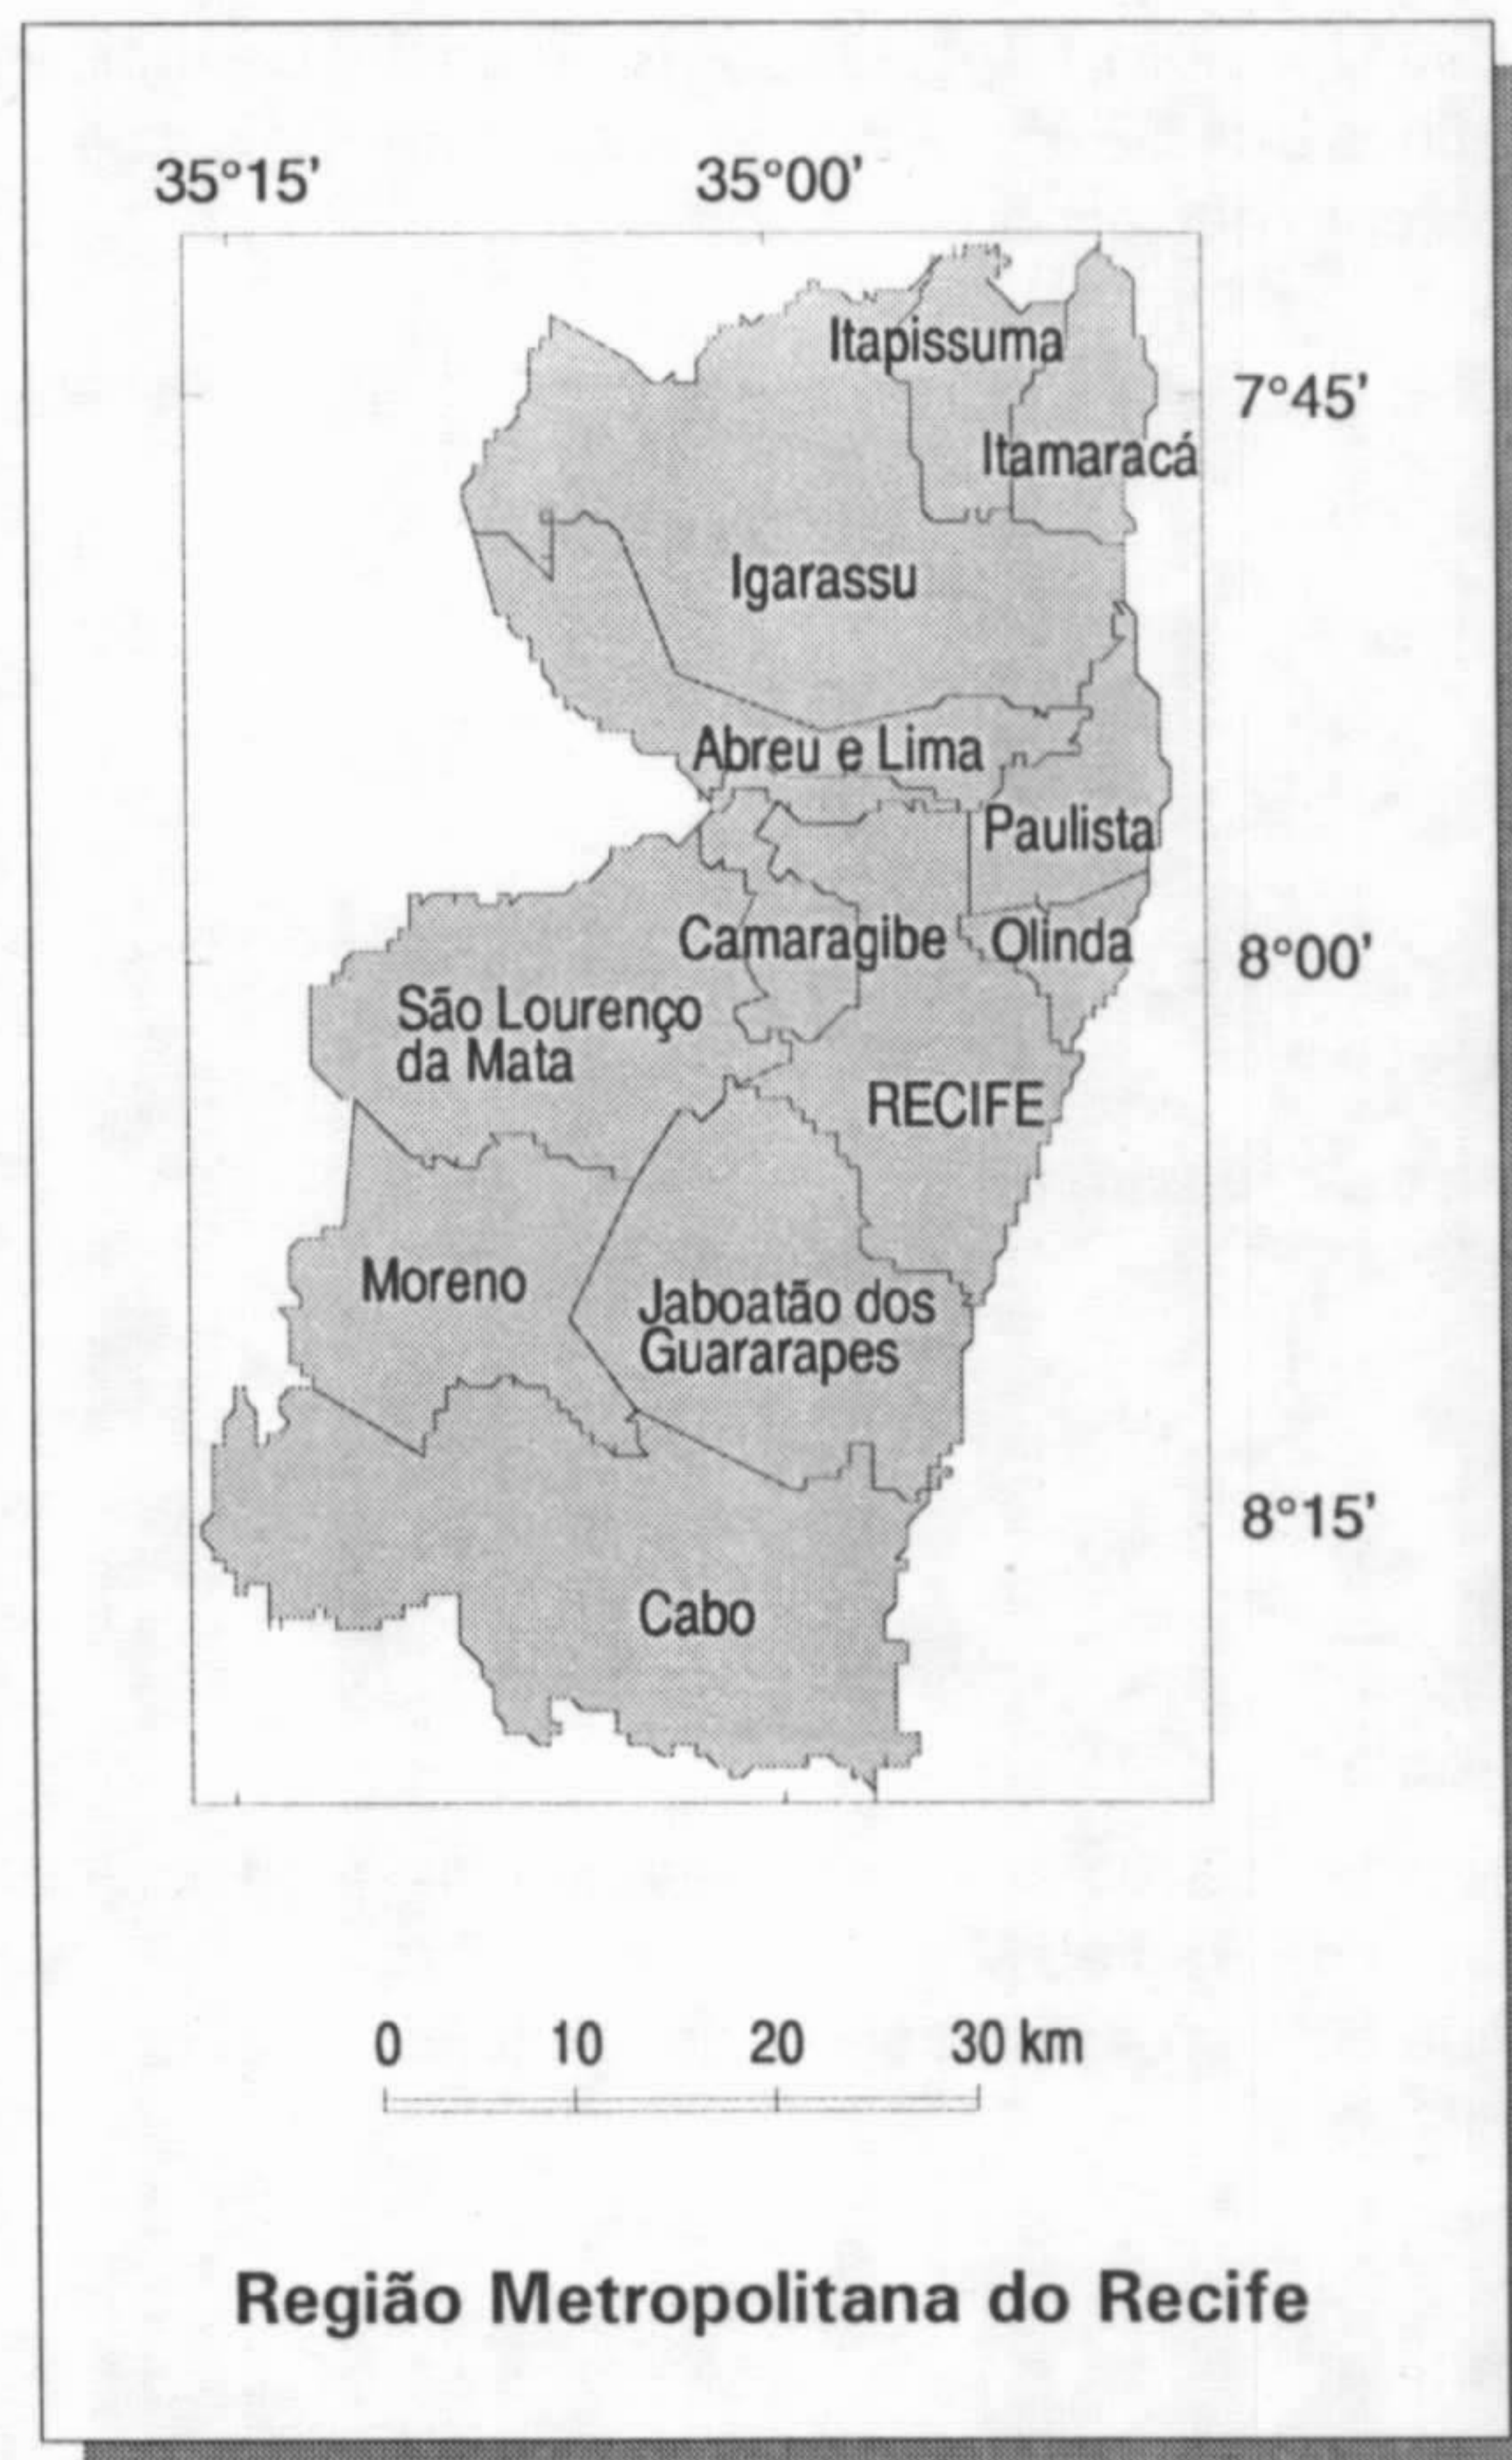 35°15' 35°00'
Itapissuma
7°45'
Itamaracá
Igarassu
Abreu e Lima
Paulista
Camaragibe
Olinda
8°00'
São Lourenço
da Mata
RECIFE
Moreno
Jaboatão dos
Guararapes
8°15'
Cabo
0 10 20 30 km
Região Metropolitana do Recife